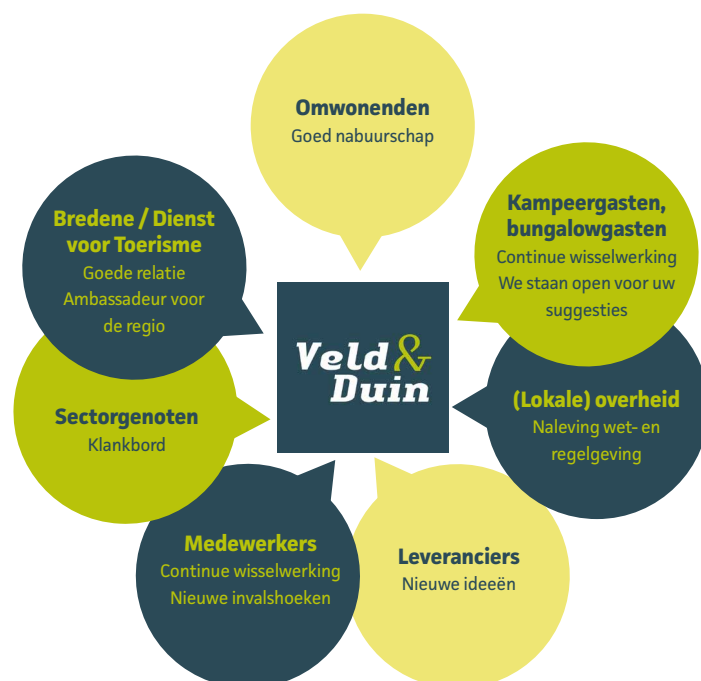 Omwonenden
Goed nabuurschap
Kampeergasten,
bungalowgasten
Continue wisselwerking
We staan open voor uw
suggesties
Bredene / Dienst
voor Toerisme
Goede relatie
Ambassadeur voor
de regio
Veld &
Duin
(Lokale) overheid
Naleving wet- en
regelgeving
Sectorgenoten
Klankbord
Medewerkers
Continue wisselwerking
Nieuwe invalshoeken
Leveranciers
Nieuwe ideeën